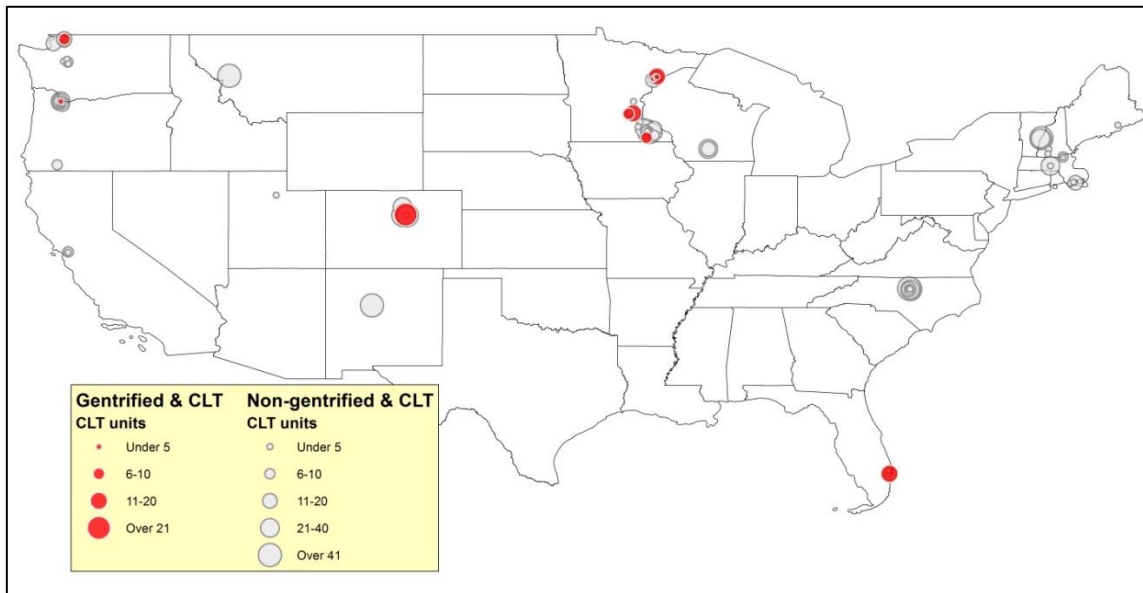 Gentrified & CLT Non-gentrified & CLT
CLT units CLT units
Under 5 Under 5
6-10 6-10
11-20 11-20
Over 21 21-40
Over 41